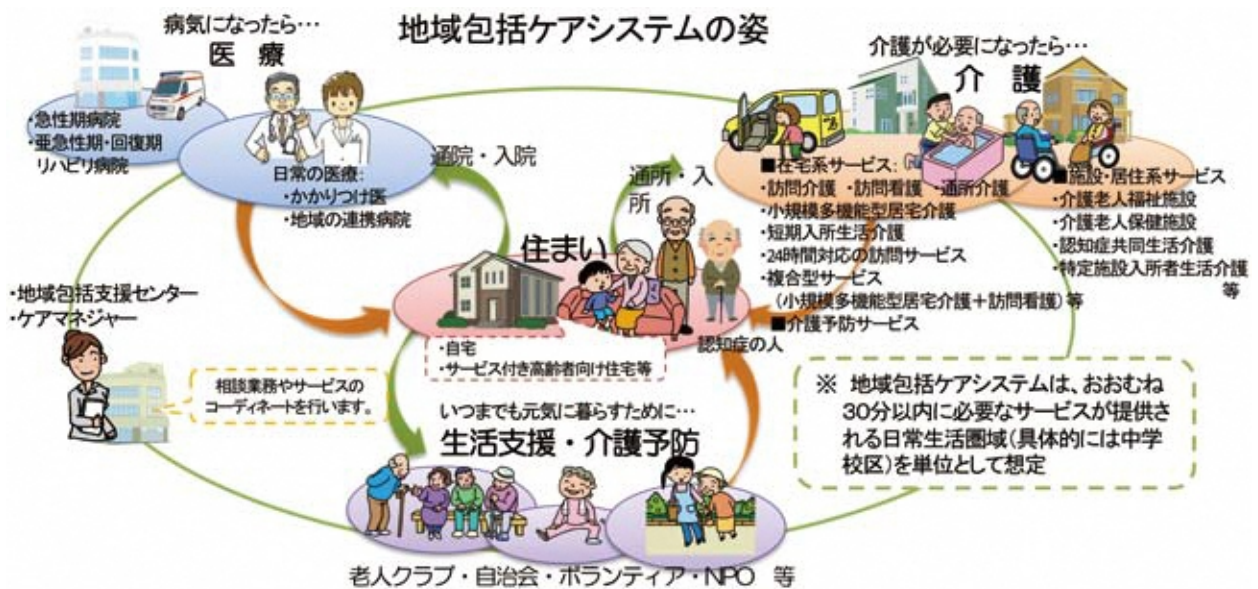 地域包括ケアシステムの姿
病気になったら…
医 療
・急性期病院
・亜急性期・回復期
リハビリ病院
日常の医療:
・かかりつけ医
・地域の連携病院
通院・入院
通所・入
所
介護が必要になったら…
介 護
■在宅系サービス:
・訪問介護 ・訪問看護 ・通所介護
・小規模多機能型居宅介護
・短期入所生活介護
・24時間対応の訪問サービス
・複合型サービス
(小規模多機能型居宅介護+訪問看護)等
■介護予防サービス
■施設・居住系サービス
・介護老人福祉施設
・介護老人保健施設
・認知症共同生活介護
・特定施設入所者生活介護
等
住まい
・自宅
・サービス付き高齢者向け住宅等
認知症の人
・地域包括支援センター
・ケアマネジャー
相談業務やサービスの
コーディネートを行います。
いつまでも元気に暮らすために…
生活支援・介護予防
老人クラブ・自治会・ボランティア・NPO 等
※ 地域包括ケアシステムは、おおむね
30分以内に必要なサービスが提供さ
れる日常生活圏域(具体的には中学
校区)を単位として想定